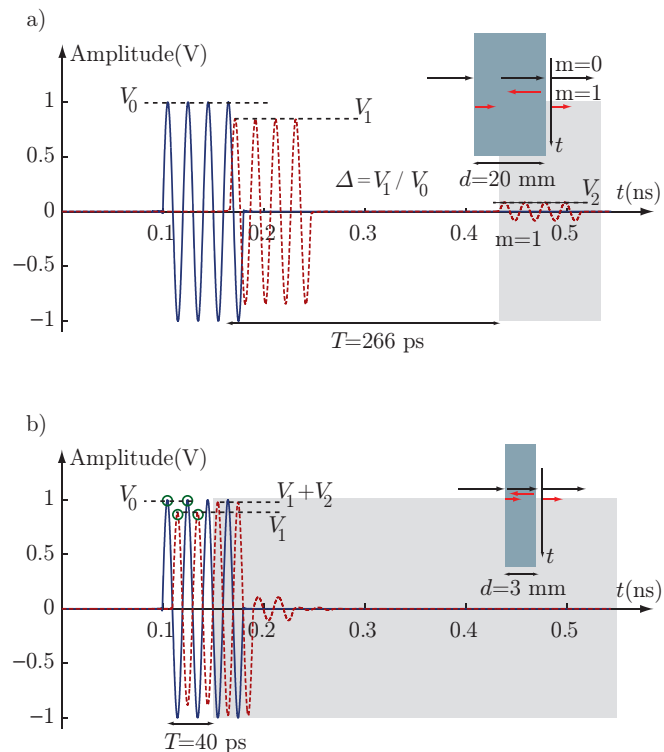 a)
Amplitude(V)
m=0
V₀
m=1
1
V₁
t
0.5
Δ=V₁/V₀
d=20 mm
V₂
t(ns)
0
0.1
0.2
0.3
0.4
0.5
m=1
−0.5
−1
T=266 ps
b)
Amplitude(V)
V₀
V₁+V₂
1
V₁
t
0.5
d=3 mm
t(ns)
0
0.1
0.2
0.3
0.4
0.5
−0.5
−1
T=40 ps